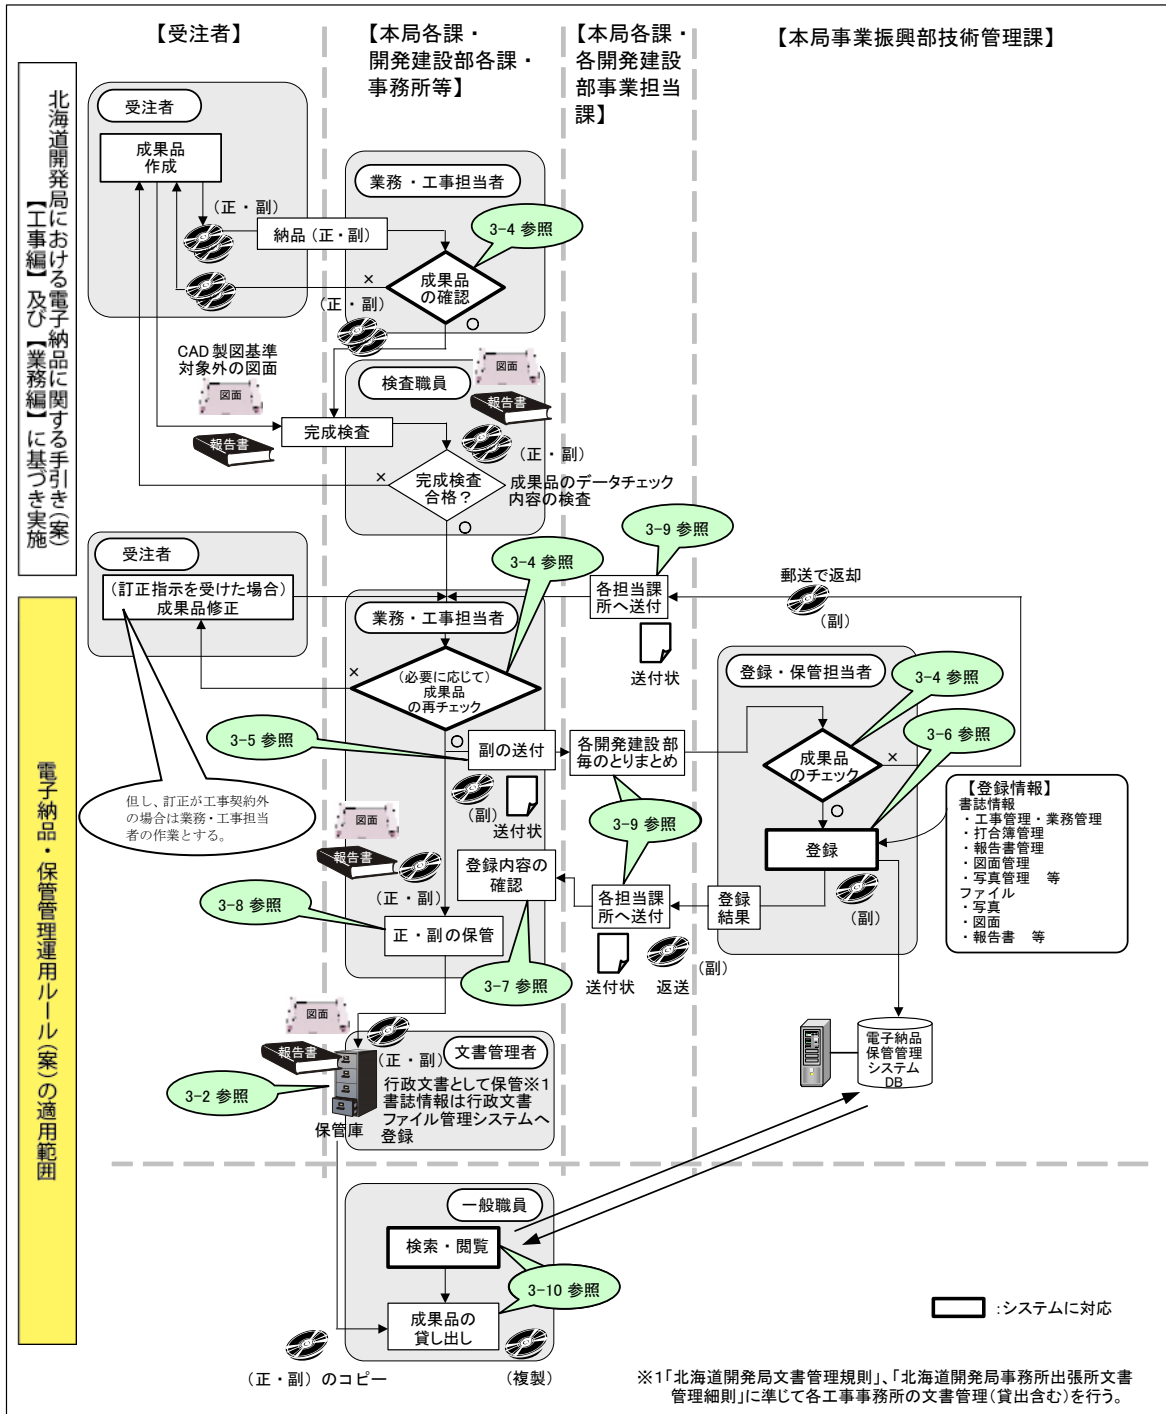 【受注者】
【本局各課・
開発建設部各課・
事務所等】
【本局各課・
各開発建設
部事業担当
課】
【本局事業振興部技術管理課】
北海道開発局における電子納品に関する手引き(案)
【工事編】及び【業務編】に基づき実施
受注者
成果品
作成
(正・副)
納品(正・副)
業務・工事担当者
3-4 参照
成果品
の確認
×
(正・副)
○
CAD製図基準
対象外の図面
図面
報告書
完成検査
検査職員
図面
報告書
(正・副)
完成検査
合格?
×
成果品のデータチェック
内容の検査
○
受注者
(訂正指示を受けた場合)
成果品修正
3-4 参照
3-9 参照
各担当課
所へ送付
送付状
郵送で返却
(副)
業務・工事担当者
(必要に応じて)
成果品
の再チェック
×
○
登録・保管担当者
3-4 参照
3-6 参照
成果品
のチェック
×
○
電子納品・保管管理運用ルール(案)の適用範囲
但し、訂正が工事契約外
の場合は業務・工事担当
者の作業とする。
3-5 参照
副の送付
(副)
送付状
各開発建設部
毎のとりまとめ
3-9 参照
登録
(副)
【登録情報】
書誌情報
・工事管理・業務管理
・打合簿管理
・報告書管理
・図面管理
・写真管理 等
ファイル
・写真
・図面
・報告書 等
図面
報告書
(正・副)
登録内容の
確認
各担当課
所へ送付
登録
結果
3-8 参照
正・副の保管
3-7 参照
送付状
返送
(副)
図面
報告書
(正・副)
文書管理者
3-2 参照
保管庫
行政文書として保管※1
書誌情報は行政文書
ファイル管理システムへ
登録
電子納品
保管管理
システム
DB
一般職員
検索・閲覧
3-10 参照
成果品の
貸し出し
(正・副)のコピー
(複製)
:システムに対応
※1「北海道開発局文書管理規則」、「北海道開発局事務所出張所文書
管理細則」に準じて各工事事務所の文書管理(貸出含む)を行う。